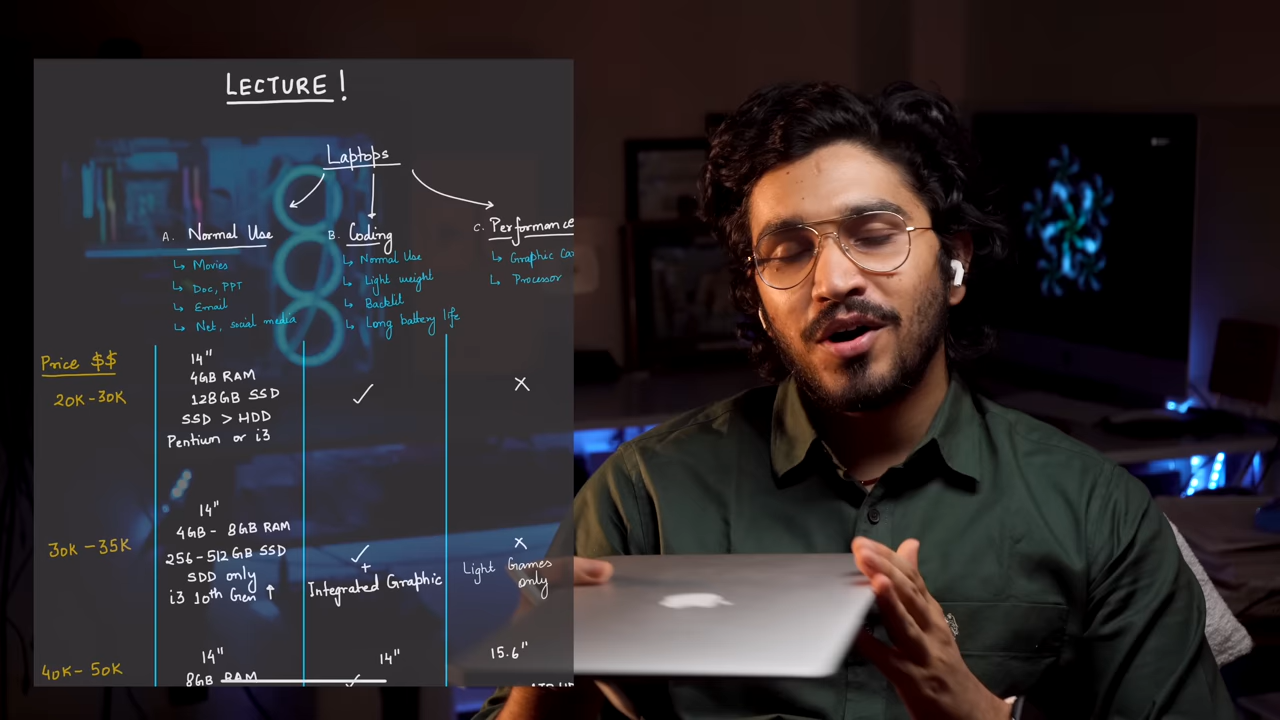 LECTURE!
Laptops
A. Normal Use
↳ Movies
↳ Doc, PPT
↳ Email
↳ Net, social media
B. Coding
↳ Normal Use
↳ Light weight
↳ Backlit
↳ Long battery life
C. Performance
↳ Graphic Ca
↳ Processor
Price $$
20K-30K
14"
4GB RAM
128GB SSD
SSD > HDD
Pentium or i3
✓
X
30K-35K
14"
4GB - 8GB RAM
256-512 GB SSD
SDD only
i3 10th Gen ↑
✓
+
Integrated Graphic
X
Light Games
only
40K-50K
14"
8GB RAM
14"
✓
15.6"